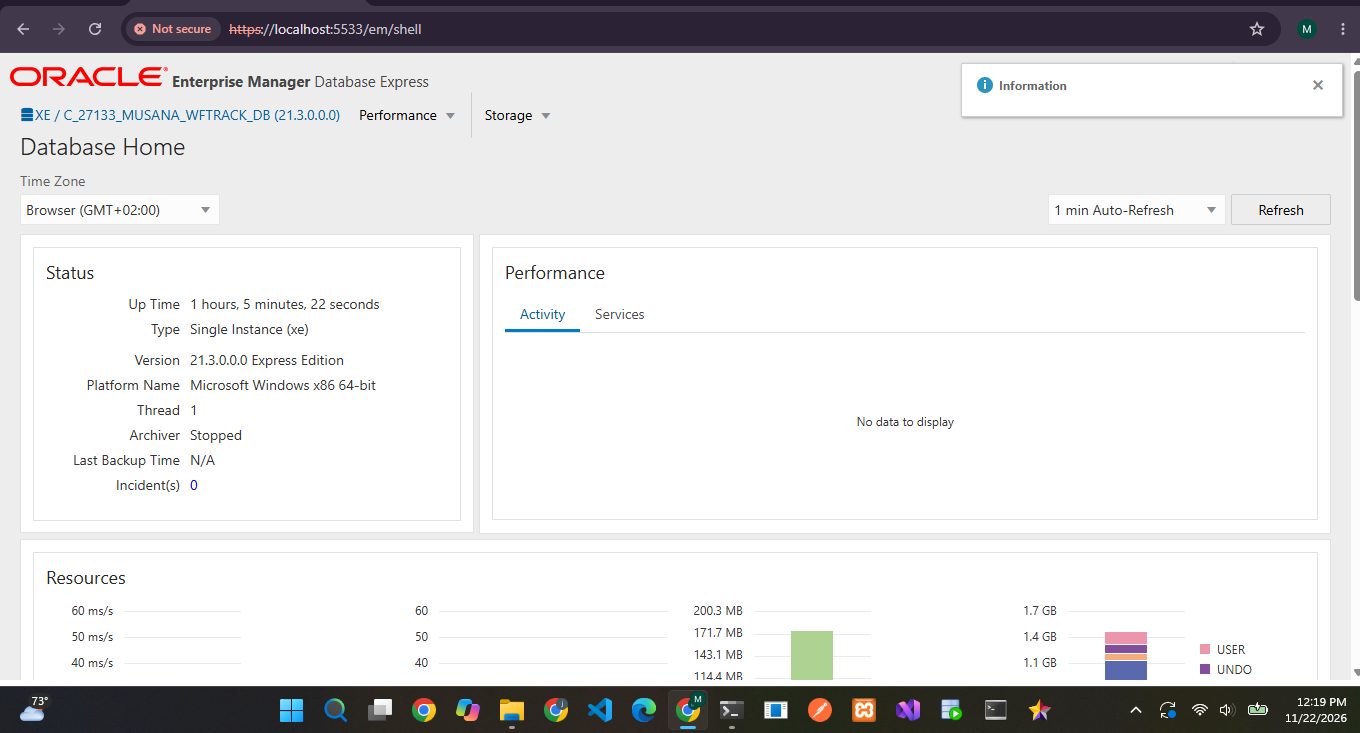 Not secure https://localhost:5533/em/shell M
ORACLE Enterprise Manager Database Express
Information
XE / C_27133_MUSANA_WFTRACK_DB (21.3.0.0.0) Performance Storage
Database Home
Time Zone
Browser (GMT+02:00) 1 min Auto-Refresh Refresh
Status
Up Time 1 hours, 5 minutes, 22 seconds
Type Single Instance (xe)
Version 21.3.0.0.0 Express Edition
Platform Name Microsoft Windows x86 64-bit
Thread 1
Archiver Stopped
Last Backup Time N/A
Incident(s) 0
Performance
Activity Services
No data to display
Resources
60 ms/s 60 200.3 MB 1.7 GB
50 ms/s 50 171.7 MB 1.4 GB
USER
40 ms/s 40 143.1 MB 1.1 GB
UNDO
114.4 MB
73°
M
12:19 PM
11/22/2026